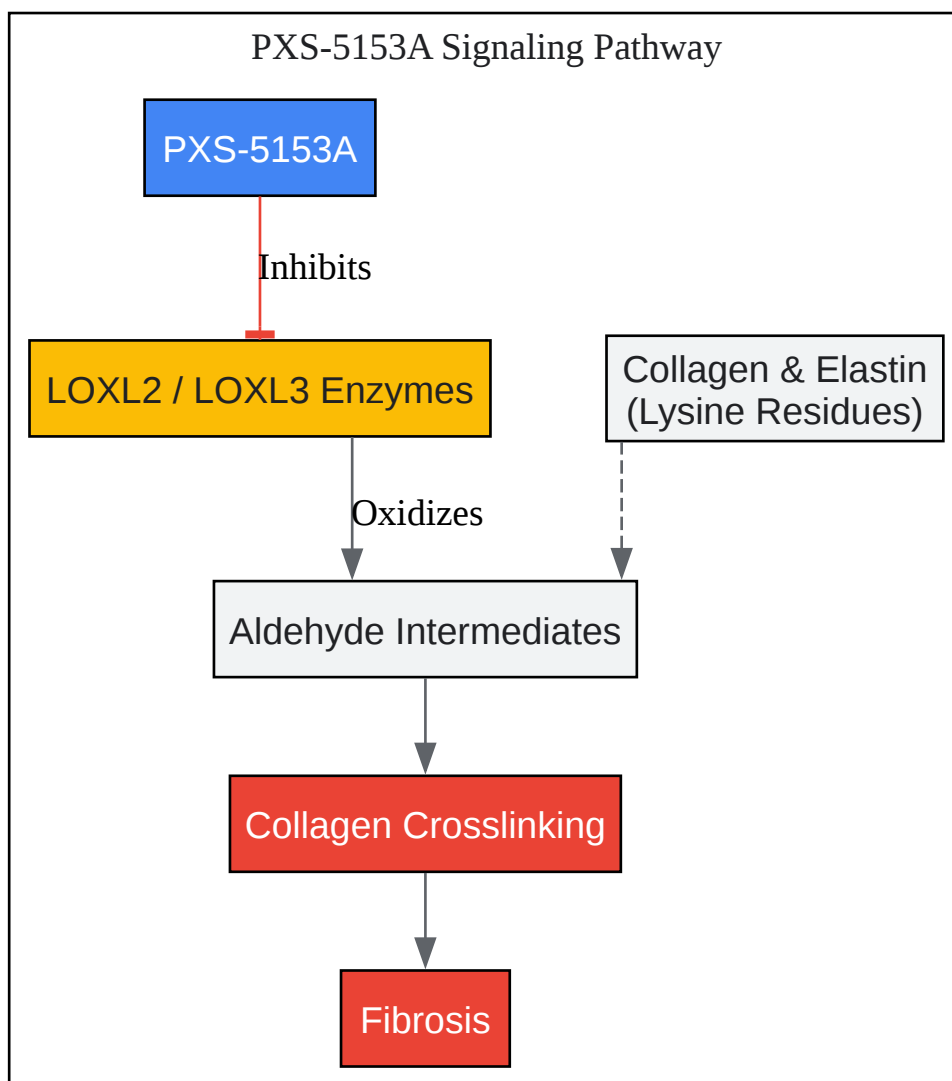 PXS-5153A Signaling Pathway
PXS-5153A
Inhibits
LOXL2 / LOXL3 Enzymes
Collagen & Elastin
(Lysine Residues)
Oxidizes
Aldehyde Intermediates
Collagen Crosslinking
Fibrosis